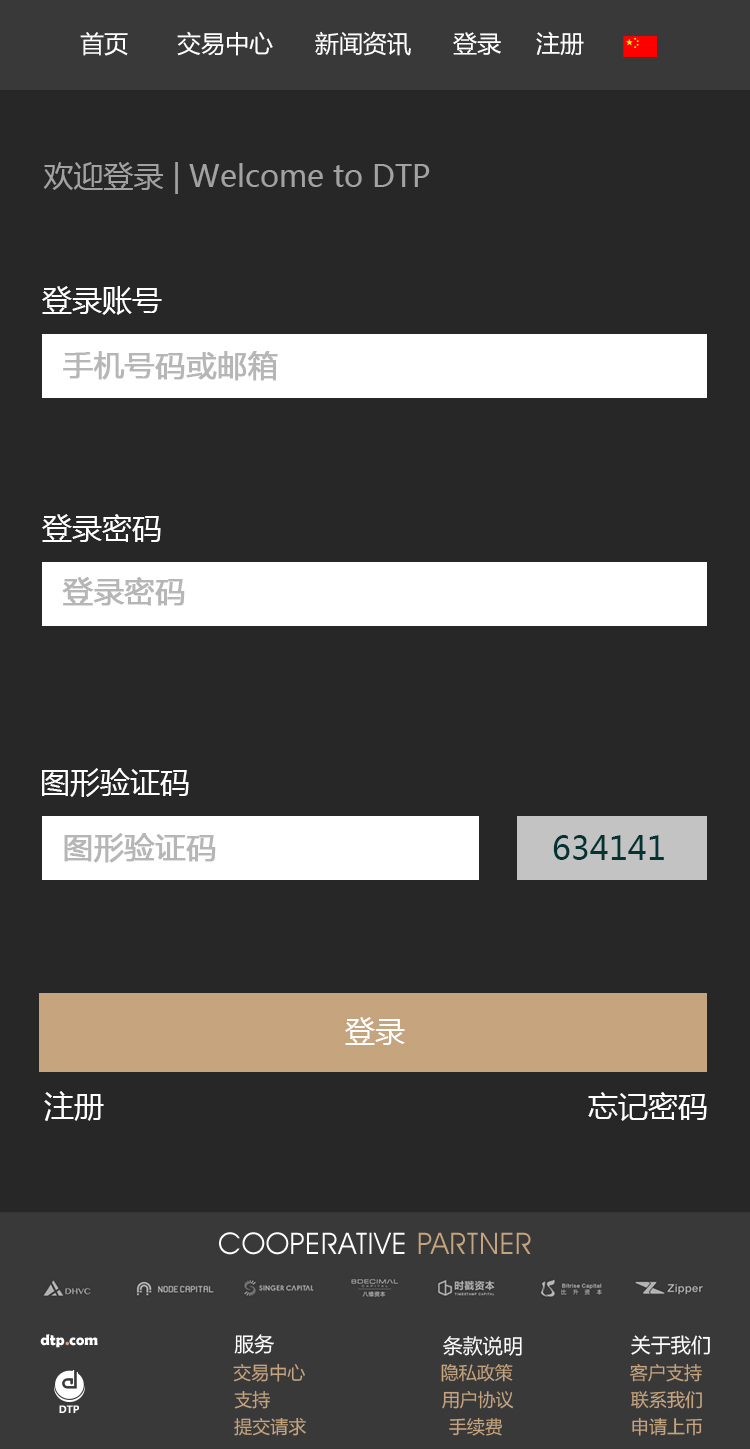 首页 交易中心 新闻资讯 登录 注册
欢迎登录 | Welcome to DTP
登录账号
手机号码或邮箱
登录密码
登录密码
图形验证码
图形验证码 634141
登录
注册 忘记密码
COOPERATIVE PARTNER
DHVC NODE CAPITAL SINGER CAPITAL 8DECIMAL CAPITAL 八维资本 时戳资本 TIMESTAMP CAPITAL Bitrise Capital 比升资本 Zipper
dtp.com 服务 条款说明 关于我们
交易中心 隐私政策 客户支持
DTP 支持 用户协议 联系我们
提交请求 手续费 申请上币